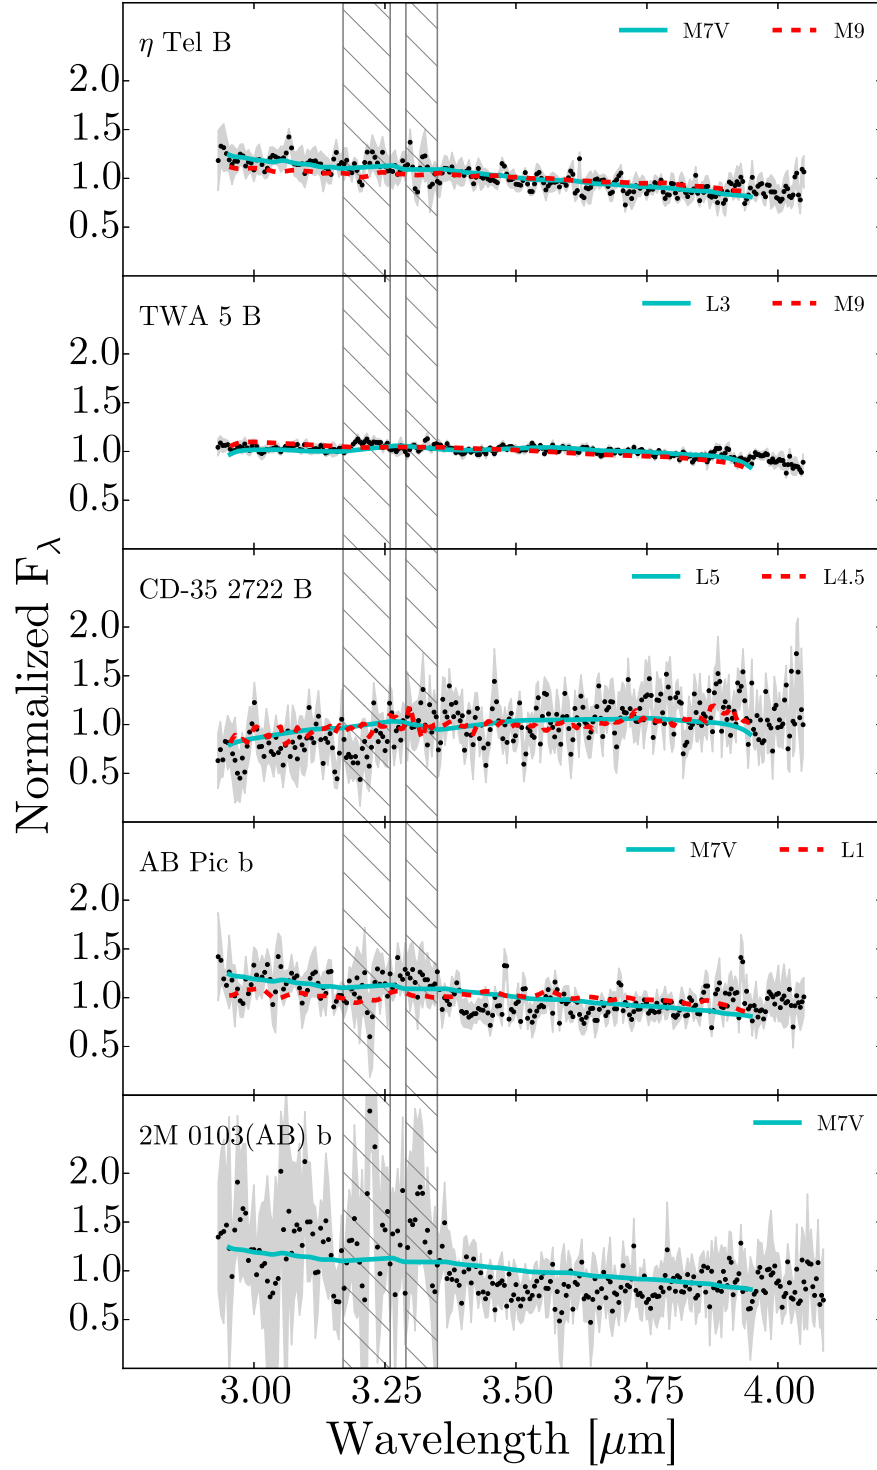 η Tel B
M7V
M9
2.0
1.5
1.0
0.5
TWA 5 B
L3
M9
2.0
1.5
1.0
0.5
CD-35 2722 B
L5
L4.5
2.0
1.5
1.0
0.5
AB Pic b
M7V
L1
2.0
1.5
1.0
0.5
2M 0103(AB) b
M7V
2.0
1.5
1.0
0.5
Normalized F_λ
3.00
3.25
3.50
3.75
4.00
Wavelength [μm]